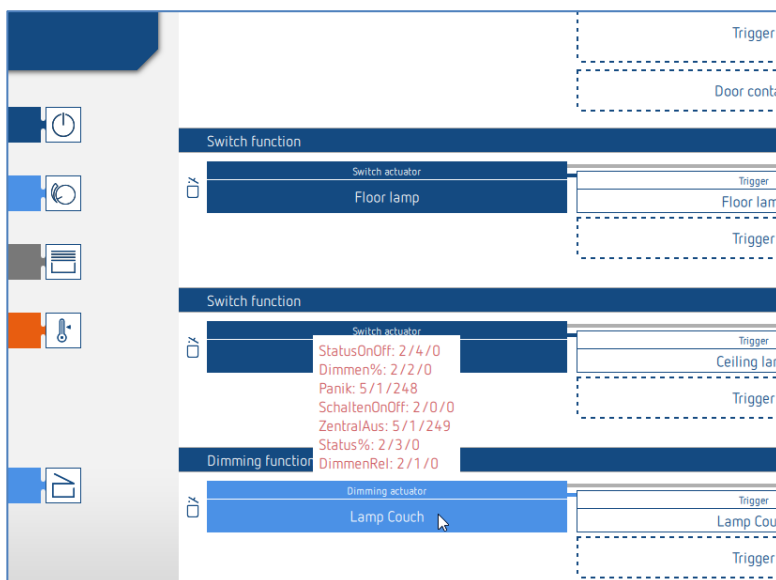 Trigger
Door conta
Switch function
Switch actuator
Floor lamp
Trigger
Floor lam
Trigger
Switch function
Switch actuator
Trigger
Ceiling lar
Trigger
StatusOnOff: 2/4/0
Dimmen%: 2/2/0
Panik: 5/1/248
SchaltenOnOff: 2/0/0
ZentralAus: 5/1/249
Status%: 2/3/0
DimmenRel: 2/1/0
Dimming function
Dimming actuator
Lamp Couch
Trigger
Lamp Cou
Trigger